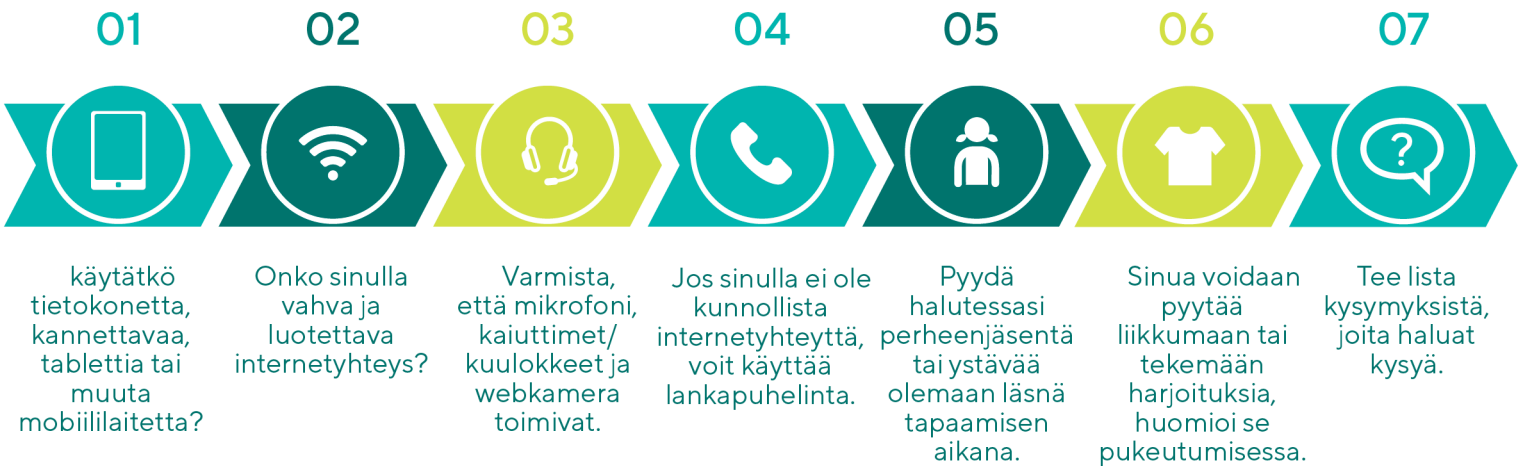 01
käytätkö
tietokonetta,
kannettavaa,
tablettia tai
muuta
mobiililaitetta?
02
Onko sinulla
vahva ja
luotettava
internetyhteys?
03
Varmista,
että mikrofoni,
kaiuttimet/
kuulokkeet ja
webkamera
toimivat.
04
Jos sinulla ei ole
kunnollista
internetyhteyttä,
voit käyttää
lankapuhelinta.
05
Pyydä
halutessasi
perheenjäsentä
tai ystävää
olemaan läsnä
tapaamisen
aikana.
06
Sinua voidaan
pyytää
liikkumaan tai
tekemään
harjoituksia,
huomioi se
pukeutumisessa.
07
?
Tee lista
kysymyksistä,
joita haluat
kysyä.